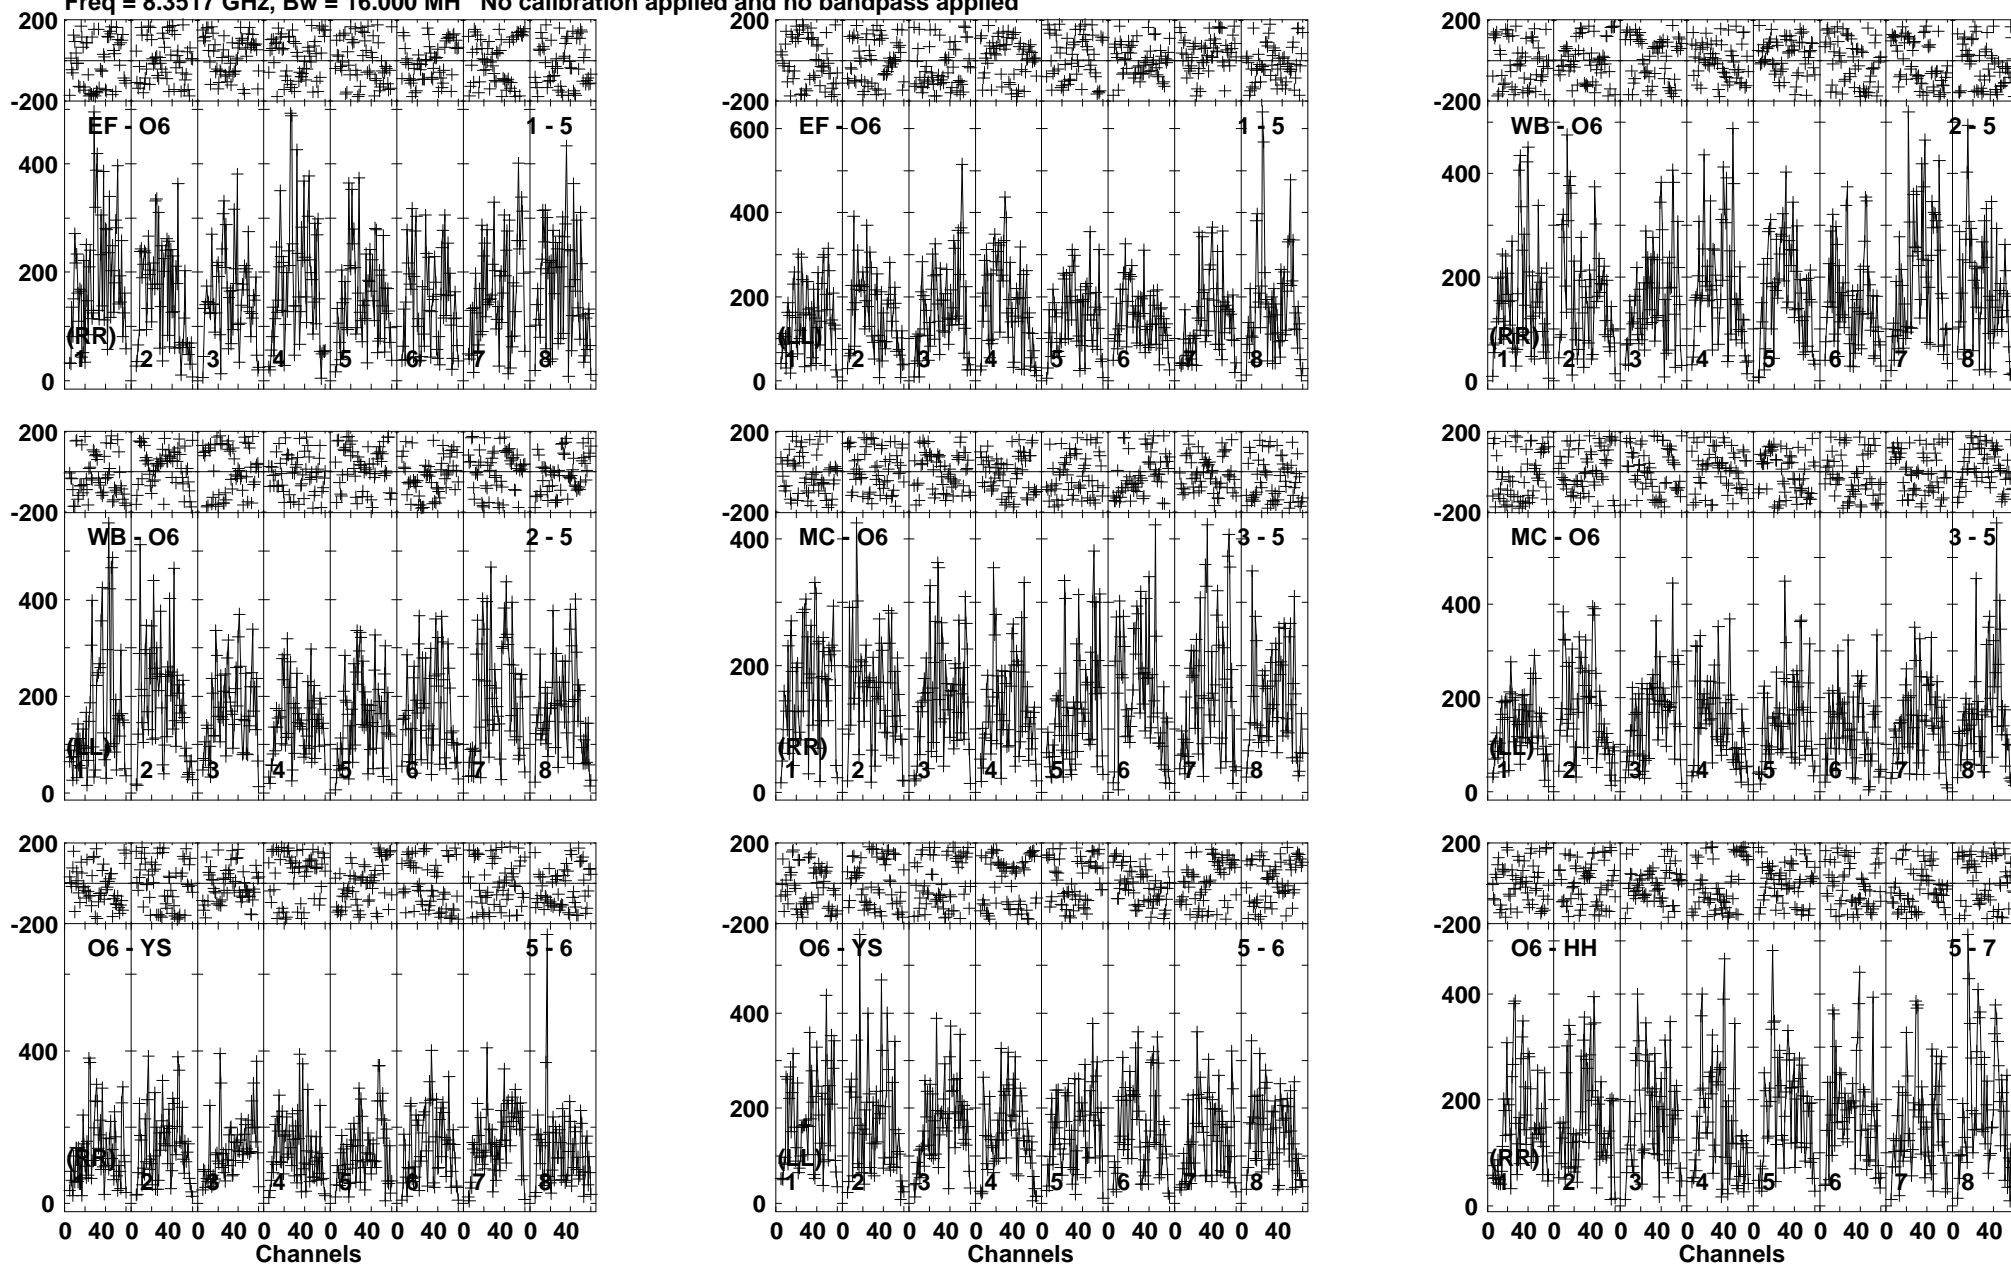 Freq = 8.3517 GHz, Bw = 16.000 MH No calibration applied and no bandpass applied
200 200 200
-200 -200 -200
EF - O6 1 - 5 EF - O6 1 - 5 WB - O6 2 - 5
600
400 400 400
200 200 200
(RR) (LL) (RR)
1 2 3 4 5 6 7 8 1 2 3 4 5 6 7 8 1 2 3 4 5 6 7 8
0 0 0
200 200 200
-200 -200 -200
WB - O6 2 - 5 MC - O6 3 - 5 MC - O6 3 - 5
400 400 400
200 200 200
(LL) (RR) (LL)
1 2 3 4 5 6 7 8 1 2 3 4 5 6 7 8 1 2 3 4 5 6 7 8
0 0 0
200 200 200
-200 -200 -200
O6 - YS 5 - 6 O6 - YS 5 - 6 O6 - HH 5 - 7
400 400 400
200 200
(RR) (LL) (RR)
1 2 3 4 5 6 7 8 1 2 3 4 5 6 7 8 1 2 3 4 5 6 7 8
0 0 0
0 40 0 40 0 40 0 40 0 40 0 40 0 40 0 40 0 40 0 40 0 40 0 40 0 40 0 40 0 40 0 40 0 40 0 40 0 40 0 40 0 40 0 40 0 40 0 40
Channels Channels Channels